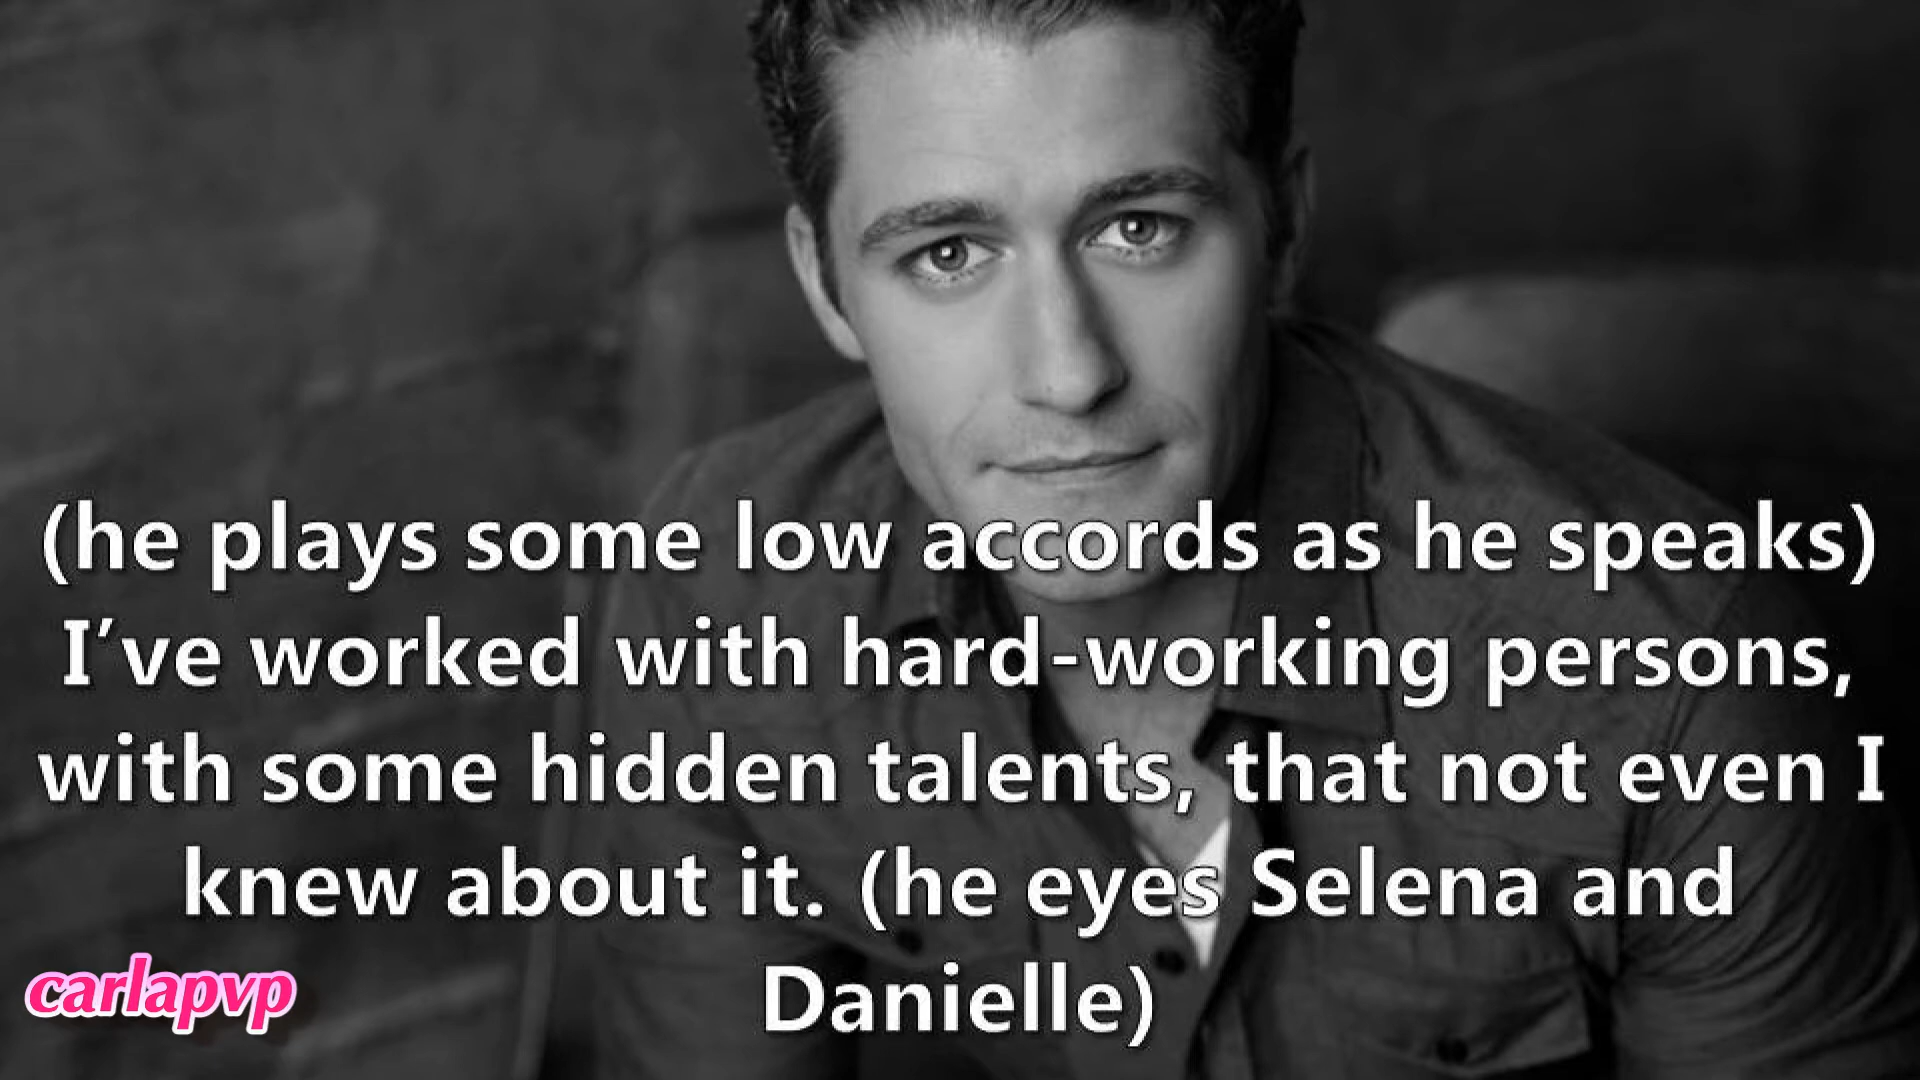 (he plays some low accords as he speaks)
I’ve worked with hard-working persons,
with some hidden talents, that not even I
knew about it. (he eyes Selena and
Danielle)
carlapvp